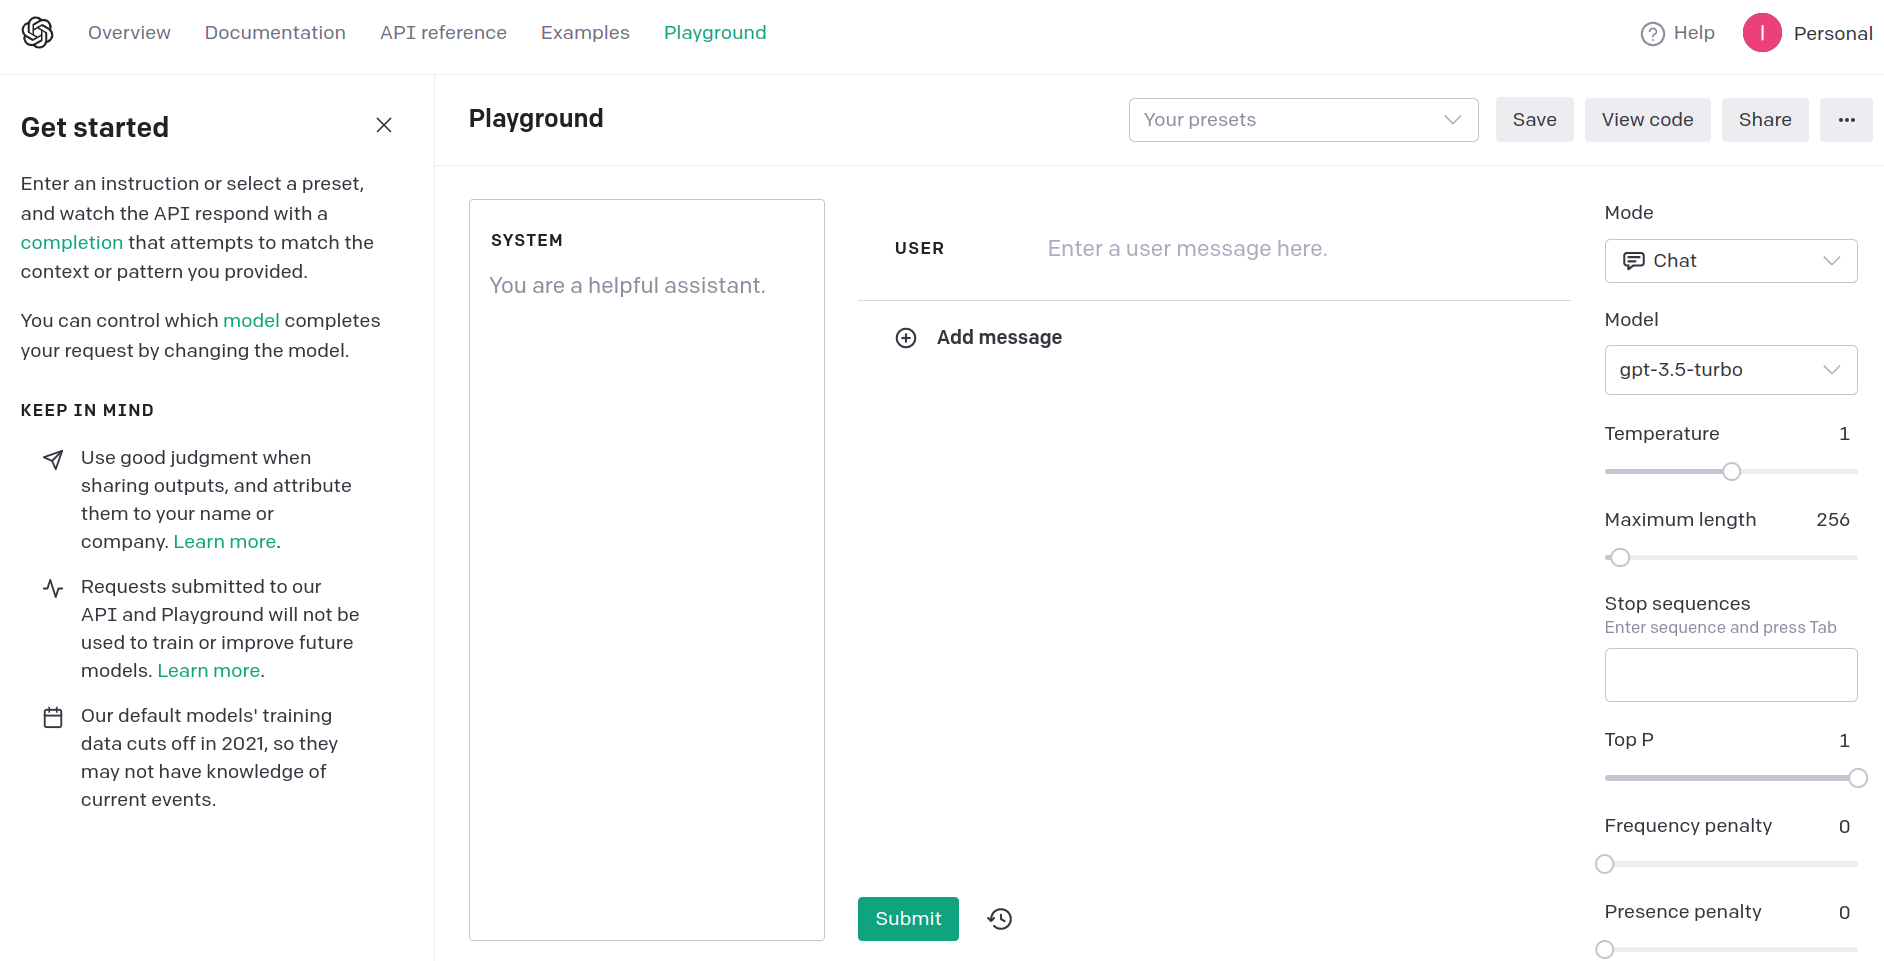 Overview Documentation API reference Examples Playground Help I Personal
Get started
Enter an instruction or select a preset,
and watch the API respond with a
completion that attempts to match the
context or pattern you provided.
You can control which model completes
your request by changing the model.
KEEP IN MIND
Use good judgment when
sharing outputs, and attribute
them to your name or
company. Learn more.
Requests submitted to our
API and Playground will not be
used to train or improve future
models. Learn more.
Our default models' training
data cuts off in 2021, so they
may not have knowledge of
current events.
Playground
Your presets
Save
View code
Share
SYSTEM
You are a helpful assistant.
USER
Enter a user message here.
Add message
Submit
Mode
Chat
Model
gpt-3.5-turbo
Temperature 1
Maximum length 256
Stop sequences
Enter sequence and press Tab
Top P 1
Frequency penalty 0
Presence penalty 0